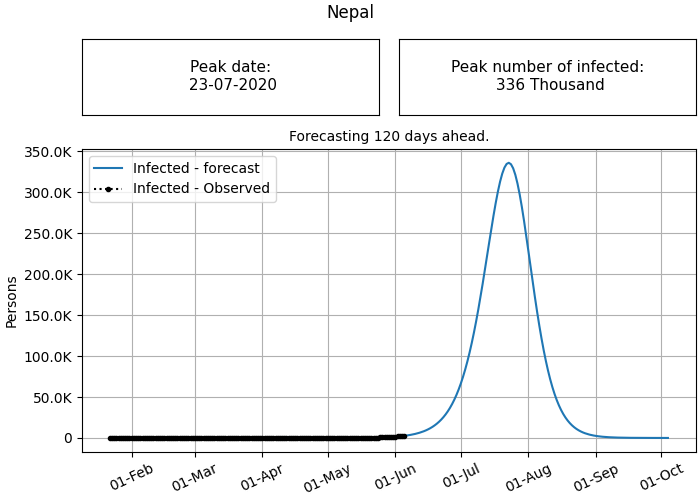 Nepal
Peak date:
23-07-2020
Peak number of infected:
336 Thousand
Forecasting 120 days ahead.
350.0K
300.0K
250.0K
200.0K
150.0K
100.0K
50.0K
0
Persons
Infected - forecast
Infected - Observed
01-Feb
01-Mar
01-Apr
01-May
01-Jun
01-Jul
01-Aug
01-Sep
01-Oct